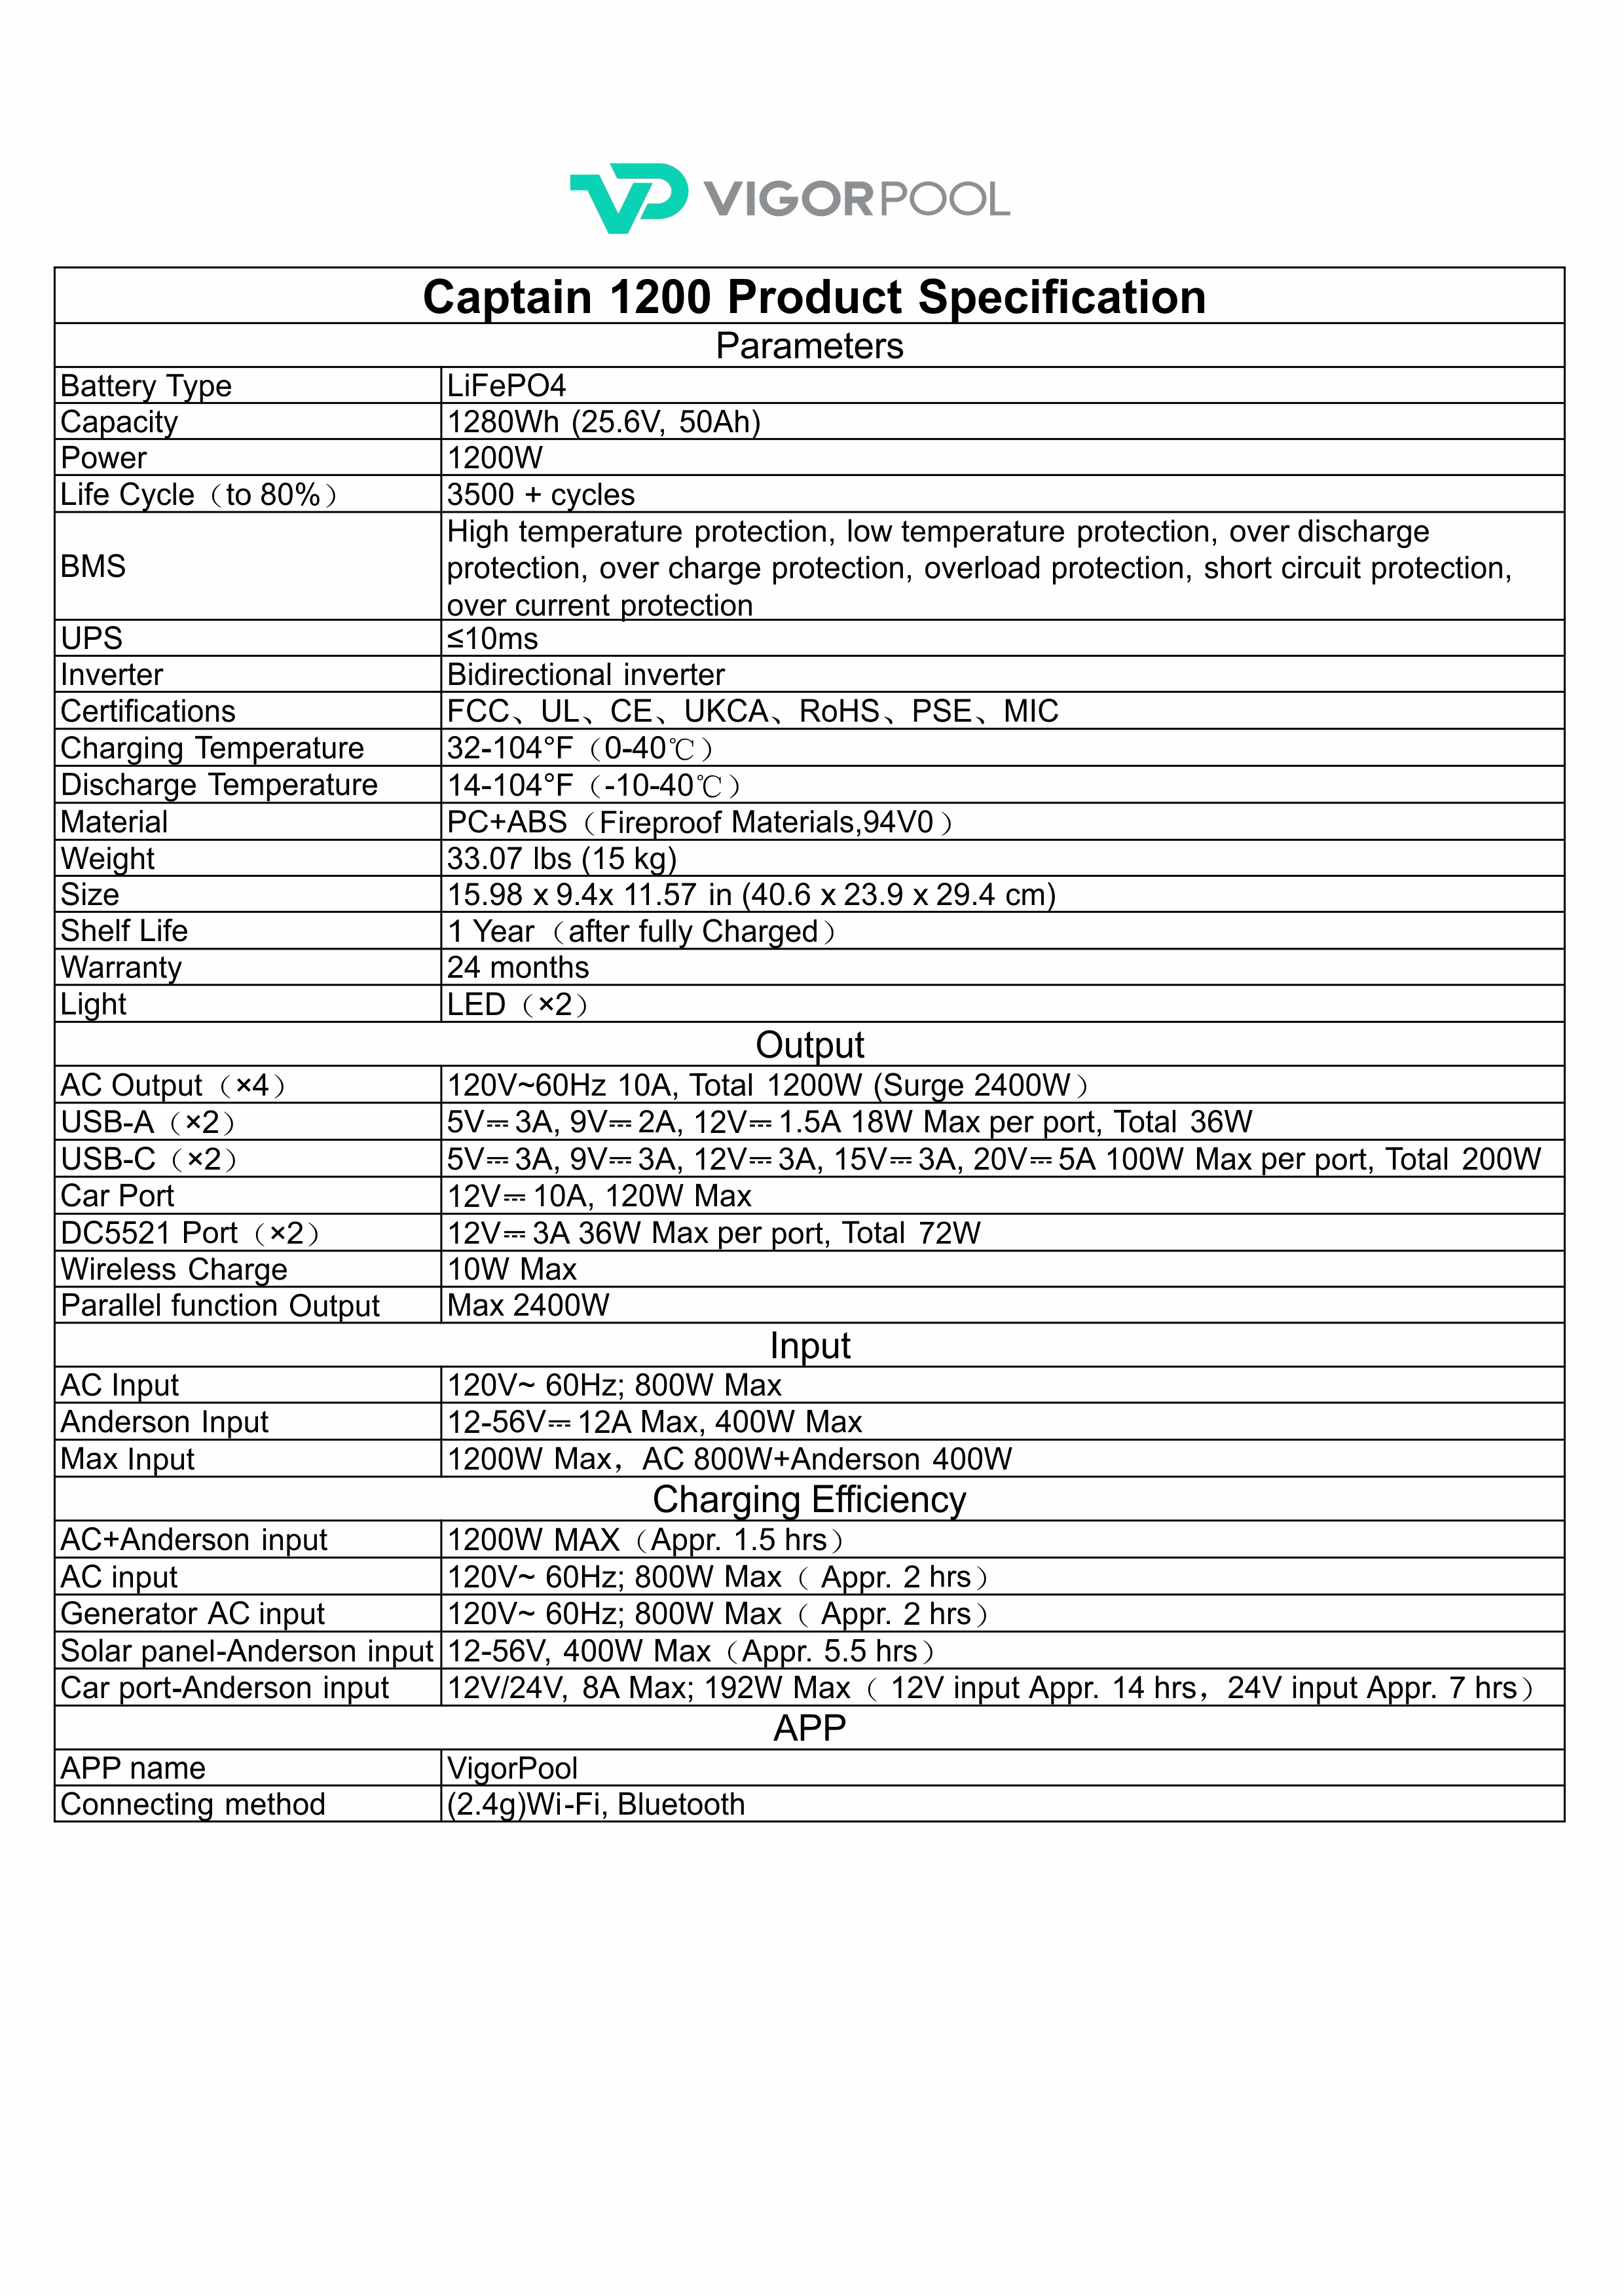 VIGORPOOL
Captain 1200 Product Specification
Parameters
Battery Type LiFePO4
Capacity 1280Wh (25.6V, 50Ah)
Power 1200W
Life Cycle（to 80%） 3500 + cycles
BMS High temperature protection, low temperature protection, over discharge
protection, over charge protection, overload protection, short circuit protection,
over current protection
UPS ≤10ms
Inverter Bidirectional inverter
Certifications FCC、UL、CE、UKCA、RoHS、PSE、MIC
Charging Temperature 32-104°F（0-40℃）
Discharge Temperature 14-104°F（-10-40℃）
Material PC+ABS（Fireproof Materials,94V0）
Weight 33.07 lbs (15 kg)
Size 15.98 x 9.4x 11.57 in (40.6 x 23.9 x 29.4 cm)
Shelf Life 1 Year（after fully Charged）
Warranty 24 months
Light LED（×2）
Output
AC Output（×4） 120V~60Hz 10A, Total 1200W (Surge 2400W）
USB-A（×2） 5V⎓3A, 9V⎓2A, 12V⎓1.5A 18W Max per port, Total 36W
USB-C（×2） 5V⎓3A, 9V⎓3A, 12V⎓3A, 15V⎓3A, 20V⎓5A 100W Max per port, Total 200W
Car Port 12V⎓10A, 120W Max
DC5521 Port（×2） 12V⎓3A 36W Max per port, Total 72W
Wireless Charge 10W Max
Parallel function Output Max 2400W
Input
AC Input 120V~ 60Hz; 800W Max
Anderson Input 12-56V⎓12A Max, 400W Max
Max Input 1200W Max，AC 800W+Anderson 400W
Charging Efficiency
AC+Anderson input 1200W MAX（Appr. 1.5 hrs）
AC input 120V~ 60Hz; 800W Max（ Appr. 2 hrs）
Generator AC input 120V~ 60Hz; 800W Max（ Appr. 2 hrs）
Solar panel-Anderson input 12-56V, 400W Max（Appr. 5.5 hrs）
Car port-Anderson input 12V/24V, 8A Max; 192W Max（ 12V input Appr. 14 hrs，24V input Appr. 7 hrs）
APP
APP name VigorPool
Connecting method (2.4g)Wi-Fi, Bluetooth